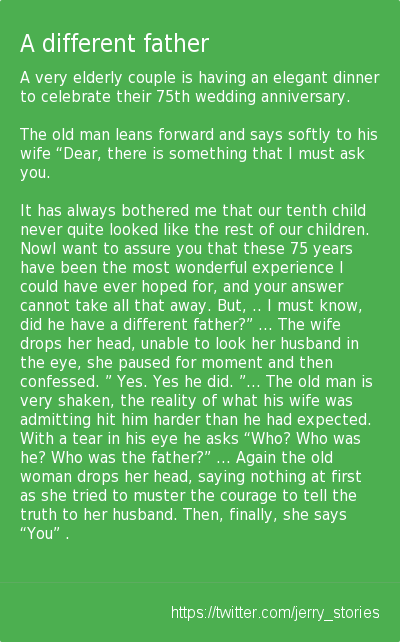 A different father
A very elderly couple is having an elegant dinner
to celebrate their 75th wedding anniversary.
The old man leans forward and says softly to his
wife “Dear, there is something that I must ask
you.
It has always bothered me that our tenth child
never quite looked like the rest of our children.
NowI want to assure you that these 75 years
have been the most wonderful experience I
could have ever hoped for, and your answer
cannot take all that away. But, .. I must know,
did he have a different father?” ... The wife
drops her head, unable to look her husband in
the eye, she paused for moment and then
confessed. ” Yes. Yes he did. ”... The old man is
very shaken, the reality of what his wife was
admitting hit him harder than he had expected.
With a tear in his eye he asks “Who? Who was
he? Who was the father?” ... Again the old
woman drops her head, saying nothing at first
as she tried to muster the courage to tell the
truth to her husband. Then, finally, she says
“You” .
https://twitter.com/jerry_stories